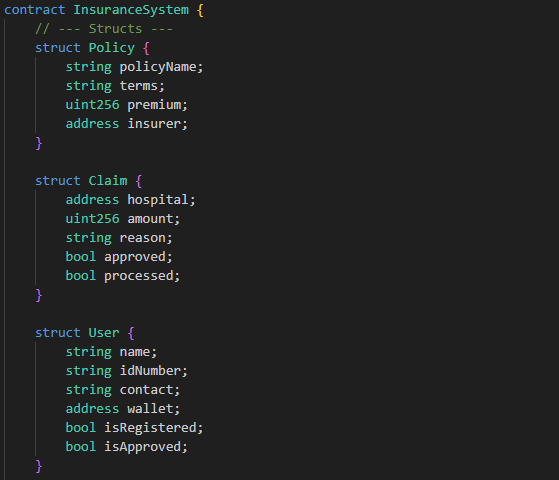 contract InsuranceSystem {
// --- Structs ---
struct Policy {
string policyName;
string terms;
uint256 premium;
address insurer;
}
struct Claim {
address hospital;
uint256 amount;
string reason;
bool approved;
bool processed;
}
struct User {
string name;
string idNumber;
string contact;
address wallet;
bool isRegistered;
bool isApproved;
}